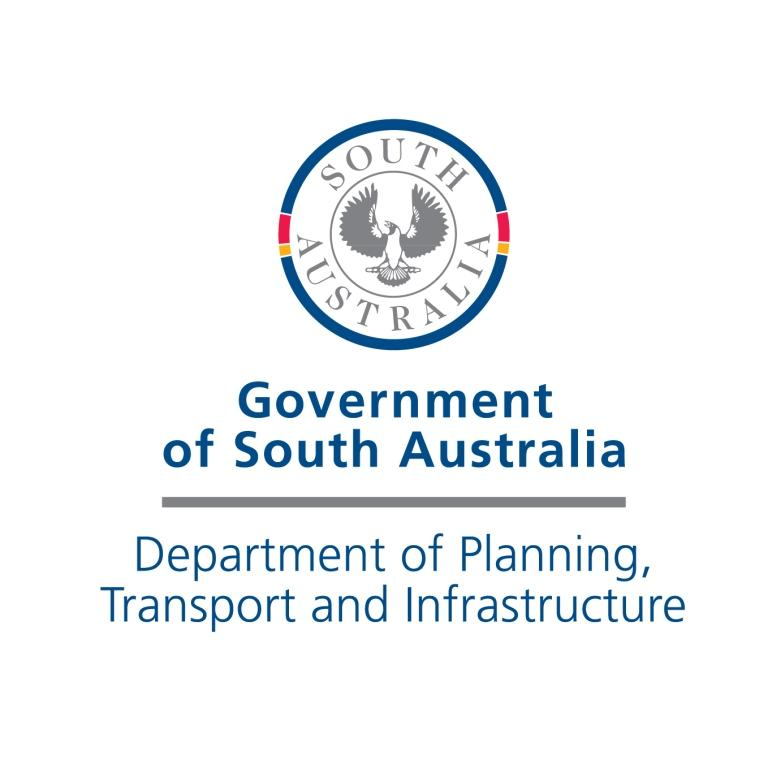 SOUTH
AUSTRALIA
Government
of South Australia
Department of Planning,
Transport and Infrastructure